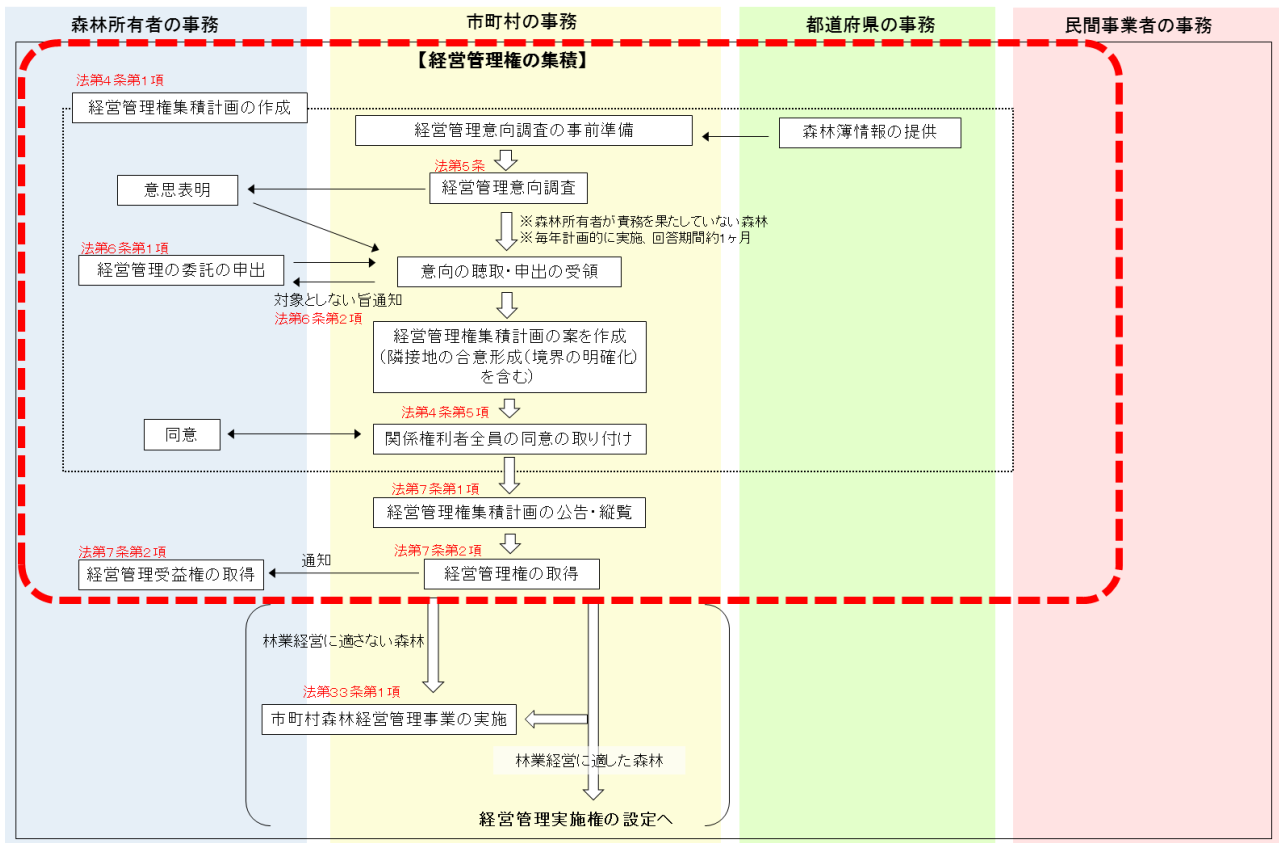 森林所有者の事務
市町村の事務
都道府県の事務
民間事業者の事務
【経営管理権の集積】
法第4条第1項
経営管理権集積計画の作成
経営管理意向調査の事前準備
森林簿情報の提供
法第5条
経営管理意向調査
意思表明
※森林所有者が責務を果たしていない森林
※毎年計画的に実施、回答期間約1ヶ月
法第6条第1項
経営管理の委託の申出
意向の聴取・申出の受領
対象としない旨通知
法第6条第2項
経営管理権集積計画の案を作成
(隣接地の合意形成(境界の明確化)
を含む)
法第4条第5項
同意
関係権利者全員の同意の取り付け
法第7条第1項
経営管理権集積計画の公告・縦覧
法第7条第2項
経営管理受益権の取得
通知
法第7条第2項
経営管理権の取得
林業経営に適さない森林
法第33条第1項
市町村森林経営管理事業の実施
林業経営に適した森林
経営管理実施権の設定へ